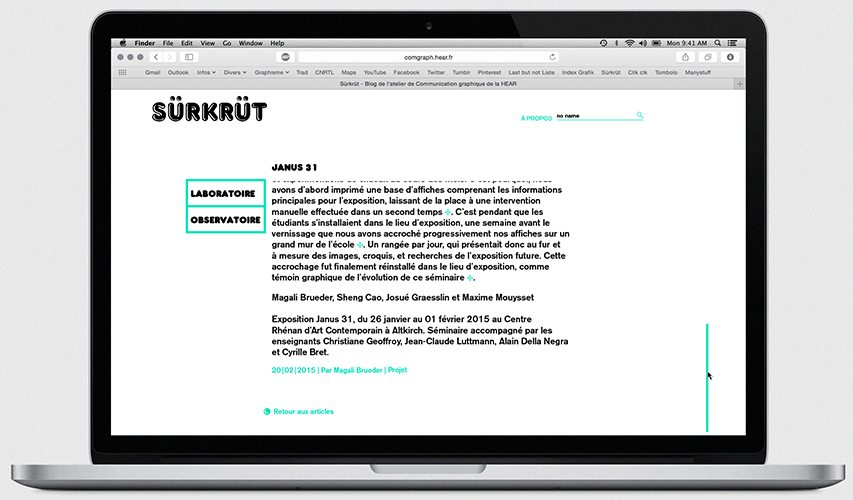 Finder File Edit View Go Window Help Mon 9:41 AM
comgraph.hear.fr
Gmail Outlook Infos Divers Graphisme Trad CNRTL Maps YouTube Facebook Twitter Tumblr Pinterest Last but not Liste Index Grafik Sürkrüt Clik clk Tombolo Manystuff
Sürkrüt - Blog de l'atelier de Communication graphique de la HEAR
SÜRKRÜT
À PROPOS no name
JANUS 31
LABORATOIRE
OBSERVATOIRE
avons d'abord imprimé une base d'affiches comprenant les informations
principales pour l'exposition, laissant de la place à une intervention
manuelle effectuée dans un second temps. C'est pendant que les
étudiants s'installaient dans le lieu d'exposition, une semaine avant le
vernissage que nous avons accroché progressivement nos affiches sur un
grand mur de l'école. Un rangée par jour, qui présentait donc au fur et
à mesure des images, croquis, et recherches de l'exposition future. Cette
accrochage fut finalement réinstallé dans le lieu d'exposition, comme
témoin graphique de l'évolution de ce séminaire.
Magali Brueder, Sheng Cao, Josué Graesslin et Maxime Mouysset
Exposition Janus 31, du 26 janvier au 01 février 2015 au Centre
Rhénan d'Art Contemporain à Altkirch. Séminaire accompagné par les
enseignants Christiane Geoffroy, Jean-Claude Luttmann, Alain Della Negra
et Cyrille Bret.
20|02|2015 | Par Magali Brueder | Projet
Retour aux articles